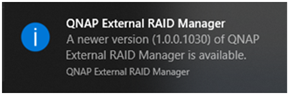 QNAP External RAID Manager
A newer version (1.0.0.1030) of QNAP
External RAID Manager is available.
QNAP External RAID Manager